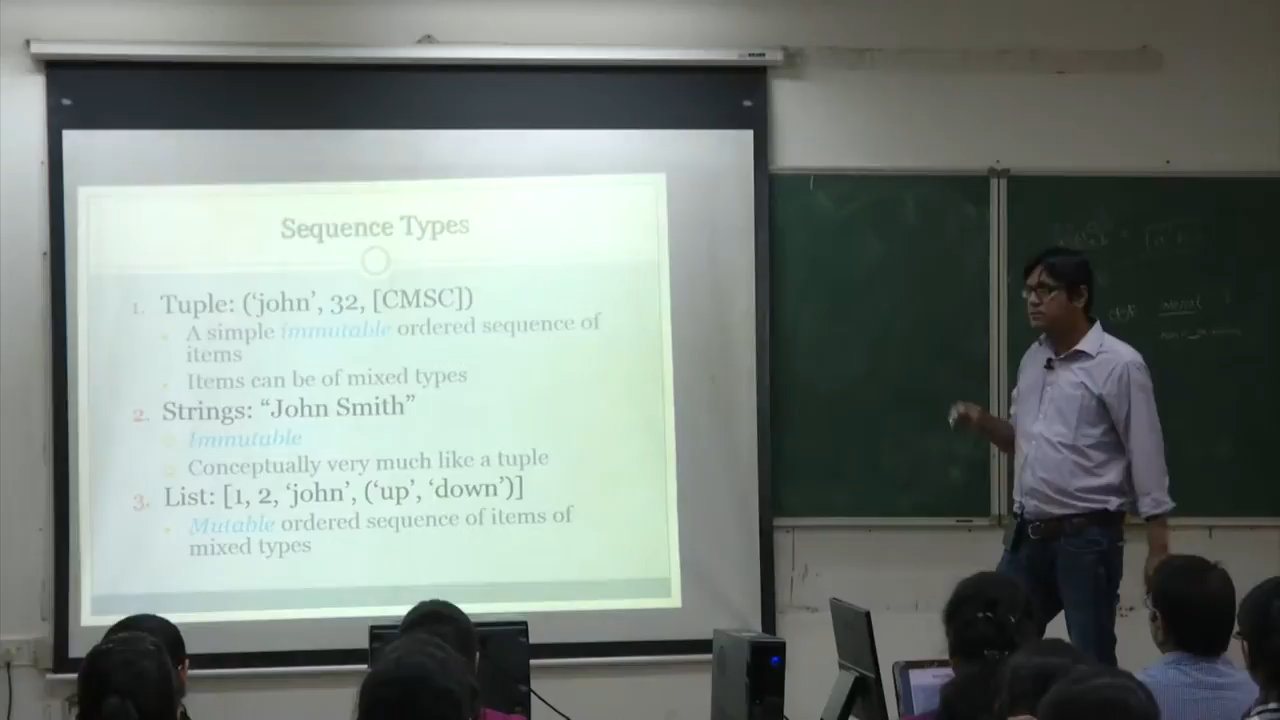 Sequence Types
1. Tuple: (‘john’, 32, [CMSC])
A simple immutable ordered sequence of
items
Items can be of mixed types
2. Strings: “John Smith”
Immutable
Conceptually very much like a tuple
3. List: [1, 2, ‘john’, (‘up’, ‘down’)]
Mutable ordered sequence of items of
mixed types